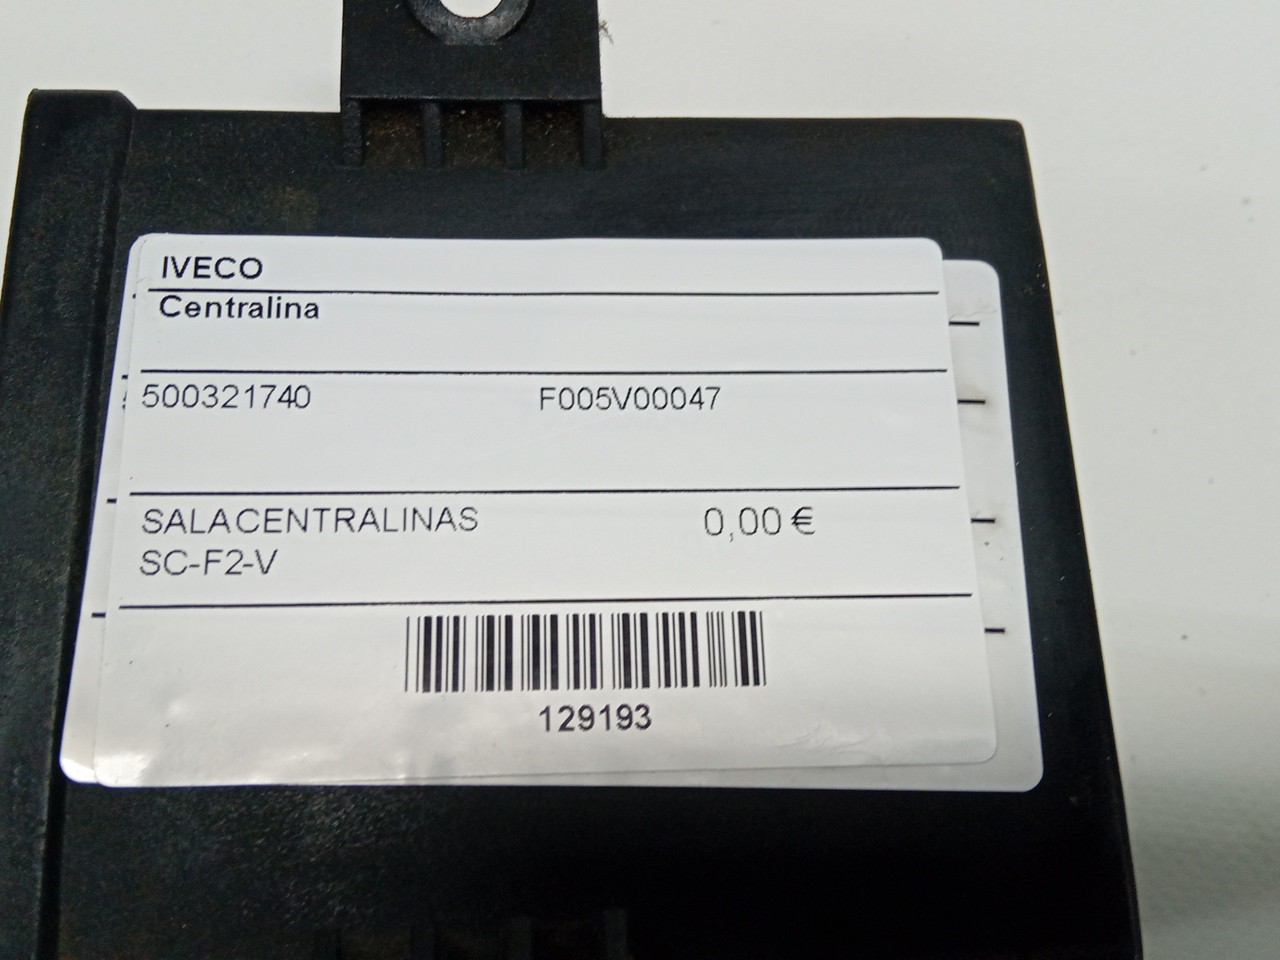 IVECO
Centralina
500321740 F005V00047
SALACENTRALINAS 0,00 €
SC-F2-V
129193